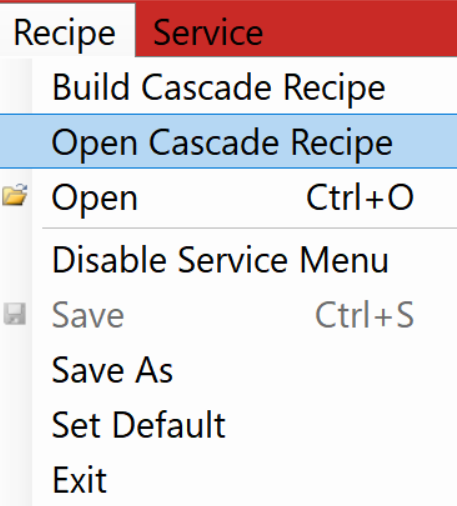 Recipe Service
Build Cascade Recipe
Open Cascade Recipe
Open Ctrl+O
Disable Service Menu
Save Ctrl+S
Save As
Set Default
Exit